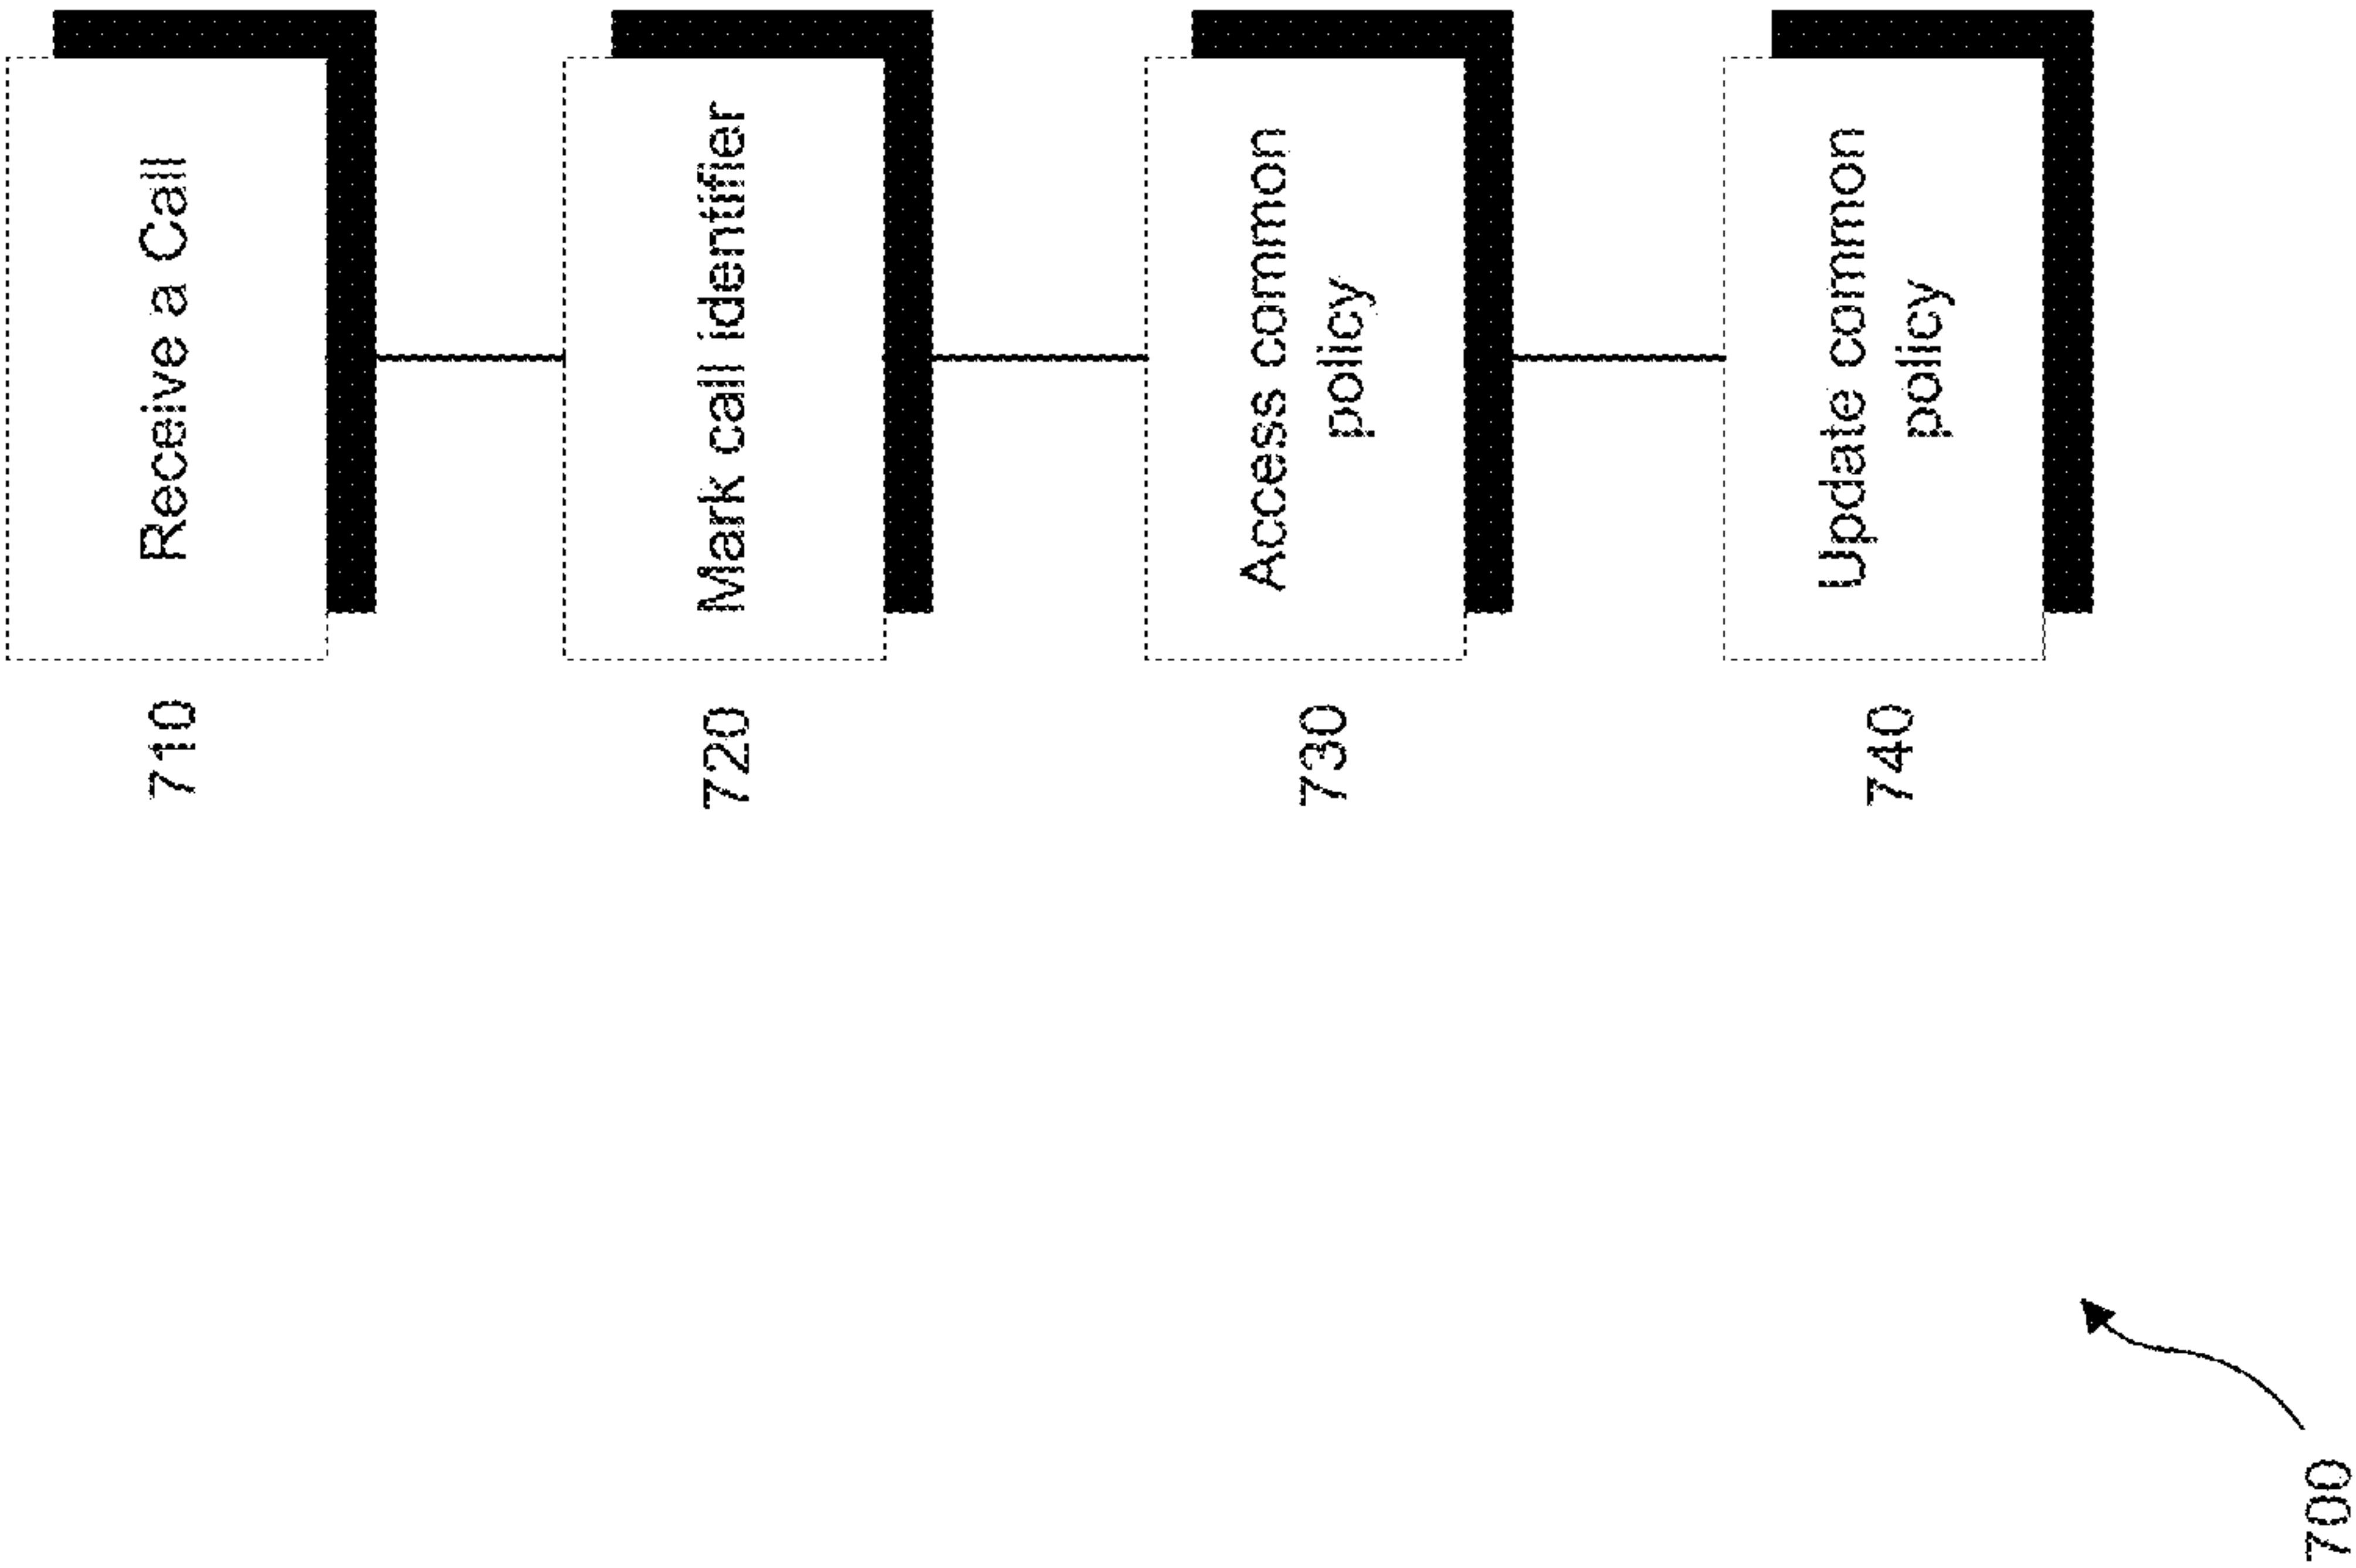 710
Receive a Call
720
Mark call identifier
730
Access common
policy
740
Update common
policy
700